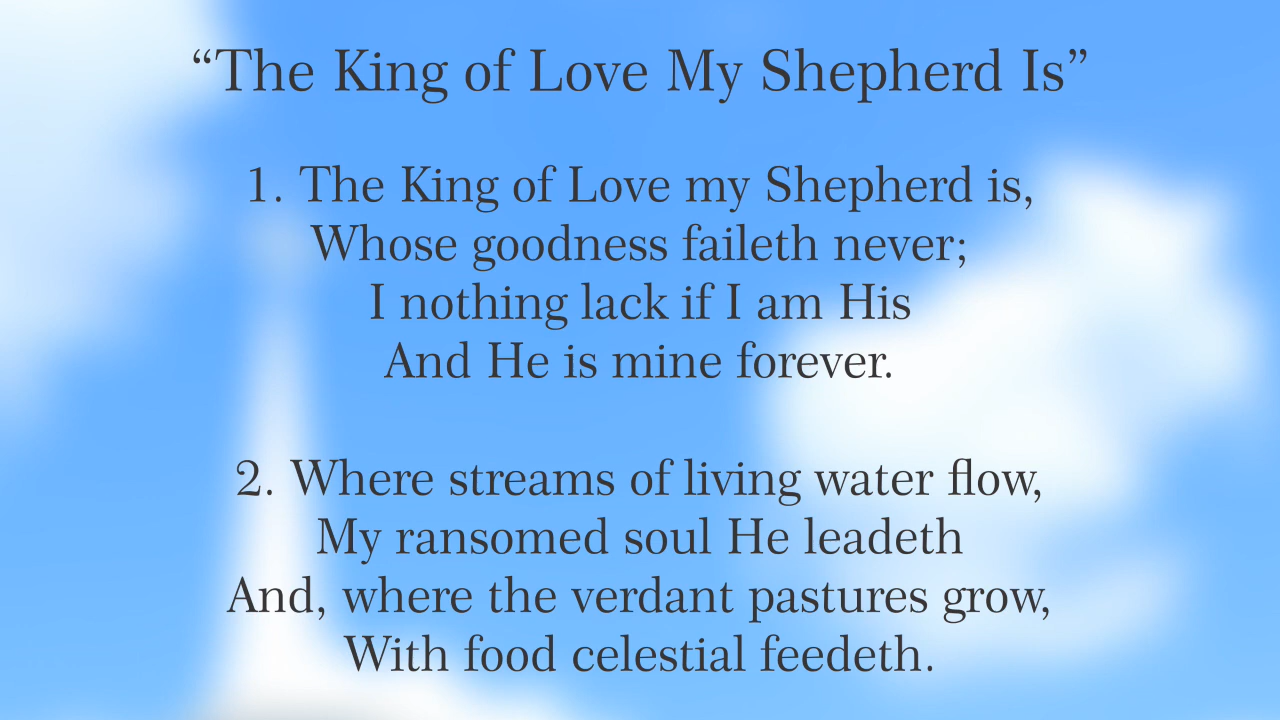 “The King of Love My Shepherd Is”
1. The King of Love my Shepherd is,
Whose goodness faileth never;
I nothing lack if I am His
And He is mine forever.
2. Where streams of living water flow,
My ransomed soul He leadeth
And, where the verdant pastures grow,
With food celestial feedeth.